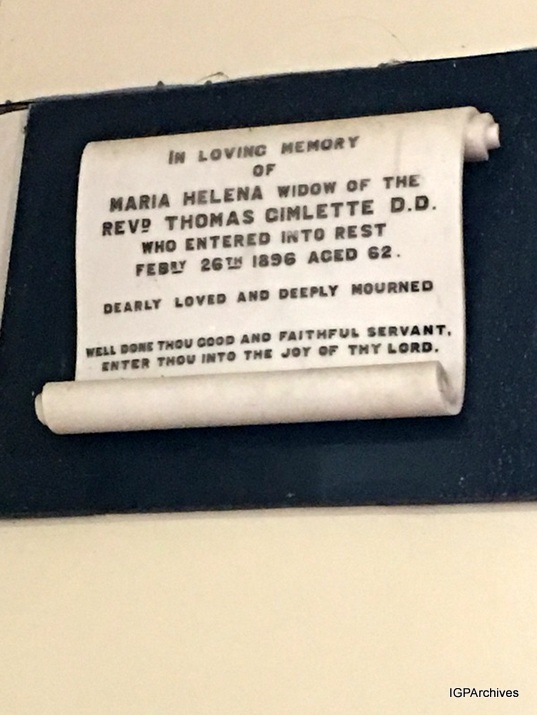 IN LOVING MEMORY
OF
MARIA HELENA WIDOW OF THE
REVD THOMAS GIMLETTE D.D.
WHO ENTERED INTO REST
FEBRY 26TH 1896 AGED 62.
DEARLY LOVED AND DEEPLY MOURNED
WELL DONE THOU GOOD AND FAITHFUL SERVANT,
ENTER THOU INTO THE JOY OF THY LORD.
IGPArchives